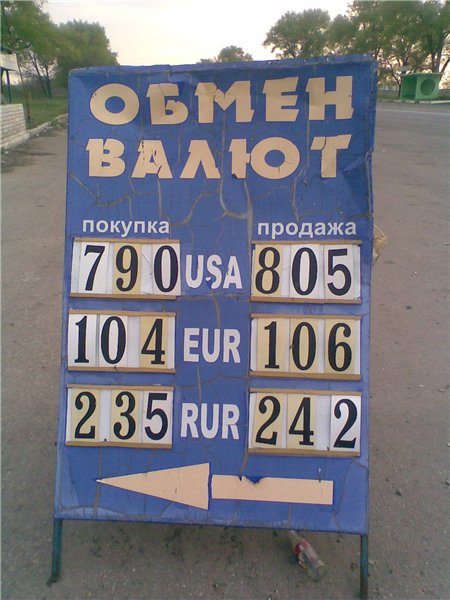 ОБМЕН
ВАЛЮТ
покупка продажа
790 USA 805
104 EUR 106
235 RUR 242